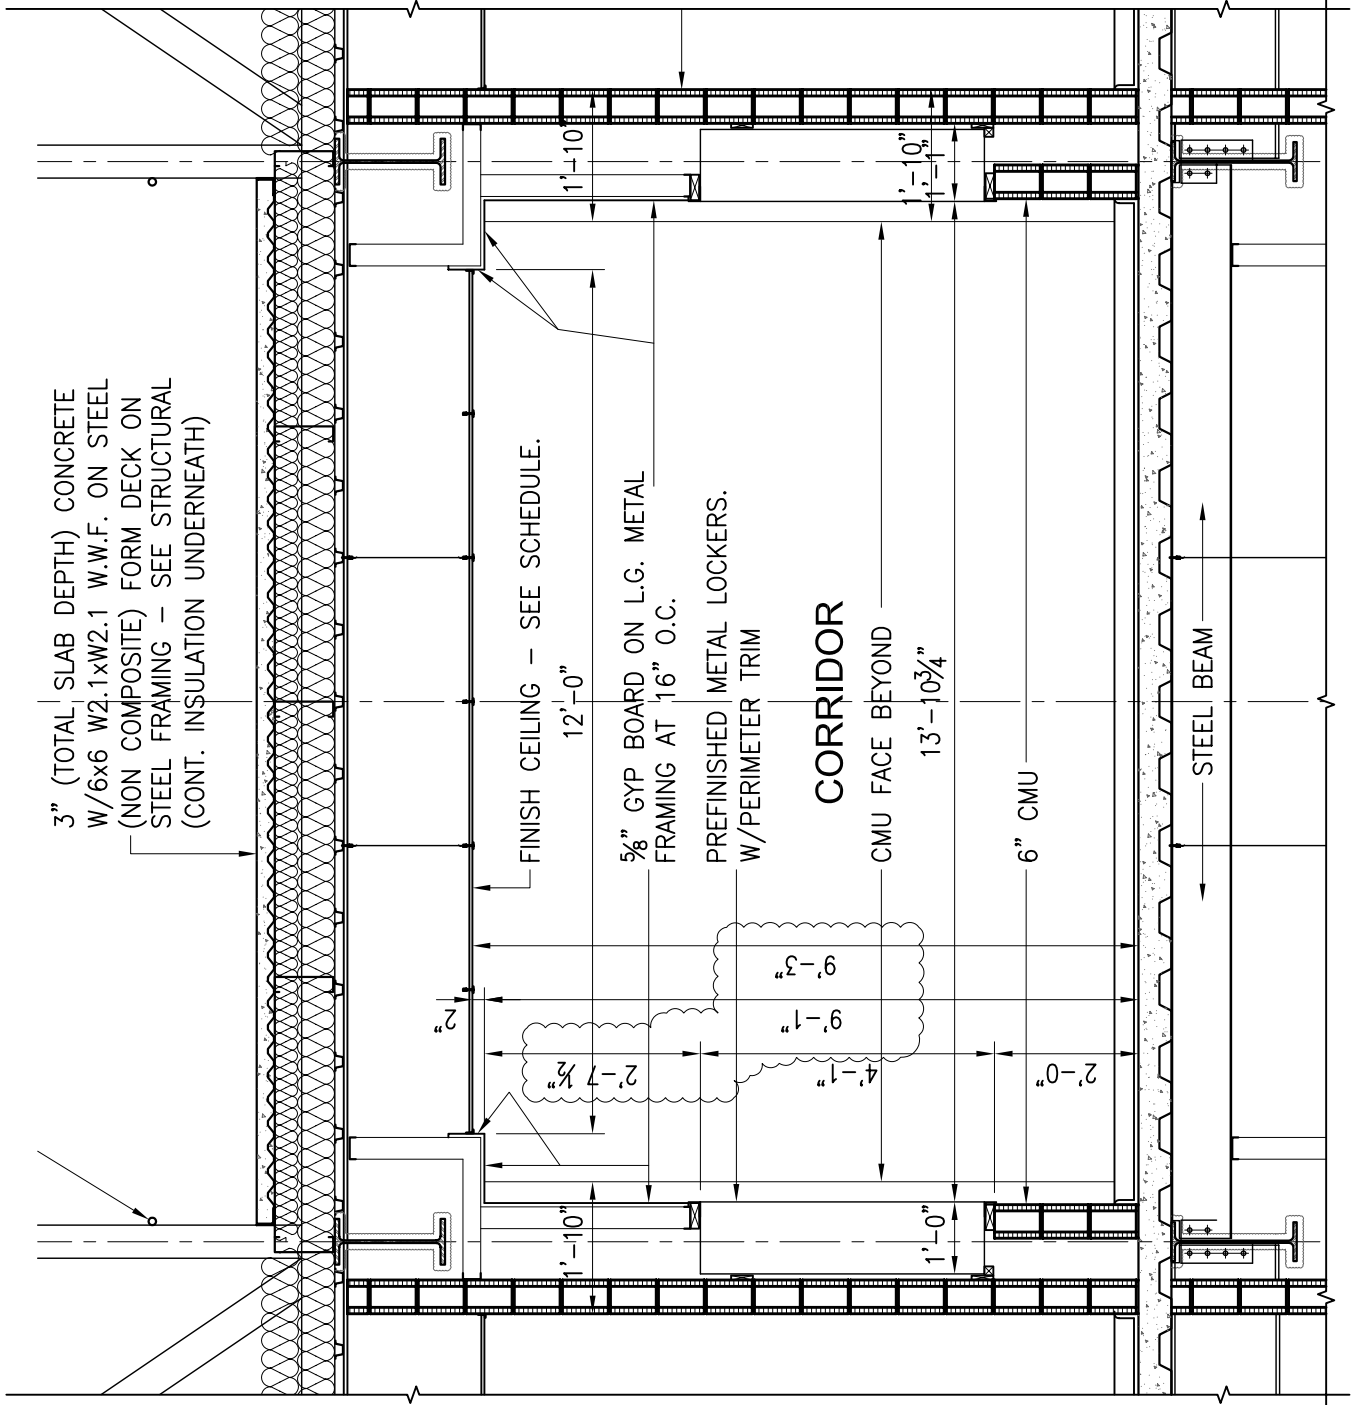 3” (TOTAL SLAB DEPTH) CONCRETE
W/6x6 W2.1xW2.1 W.W.F. ON STEEL
(NON COMPOSITE) FORM DECK ON
STEEL FRAMING – SEE STRUCTURAL
(CONT. INSULATION UNDERNEATH)
2”
FINISH CEILING – SEE SCHEDULE.
1’-10”
12’-0”
1’-10”
2’-7 ½”
⅝” GYP BOARD ON L.G. METAL
FRAMING AT 16” O.C.
PREFINISHED METAL LOCKERS.
W/PERIMETER TRIM
9’-3”
9’-1”
4’-1”
CORRIDOR
CMU FACE BEYOND
1’-10”
1’-0”
13’-10¾”
1’-1”
6” CMU
2’-0”
STEEL BEAM